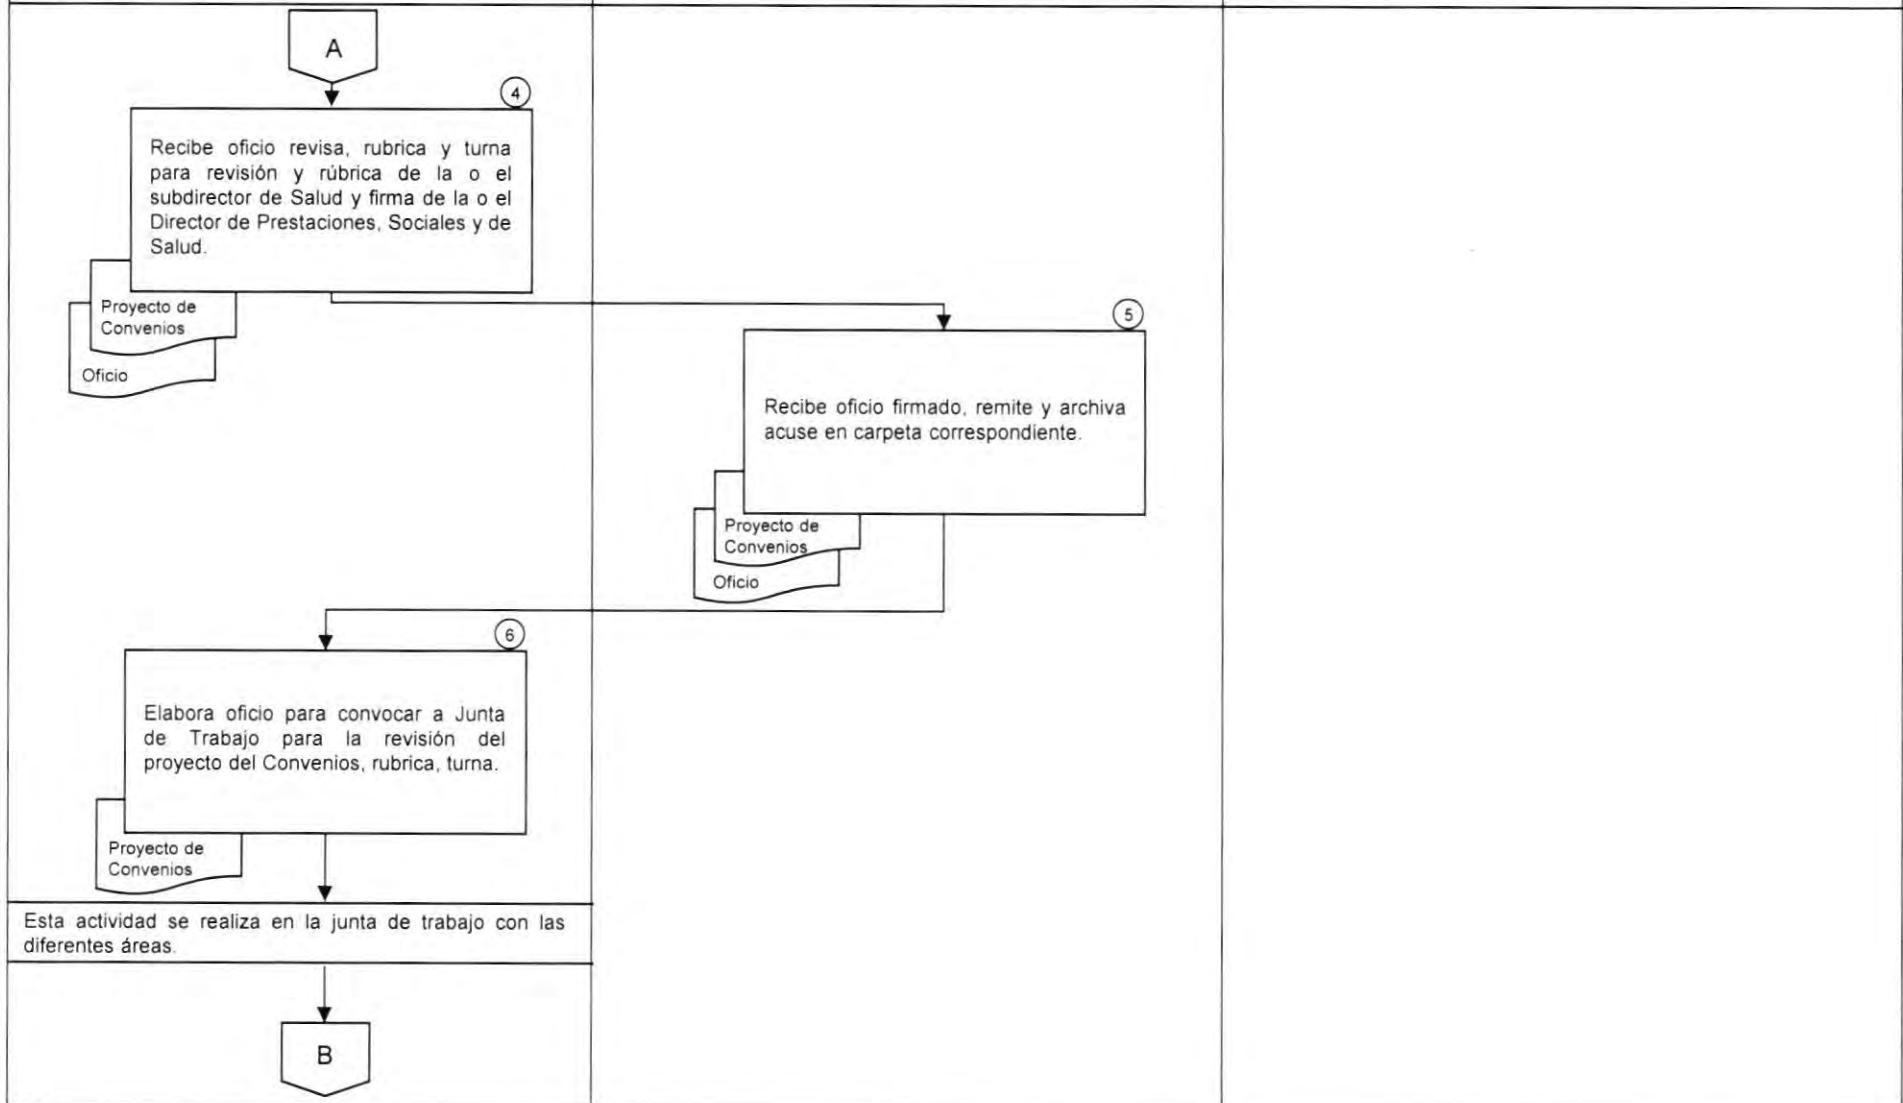 A
4
Recibe oficio revisa, rubrica y turna
para revisión y rúbrica de la o el
subdirector de Salud y firma de la o el
Director de Prestaciones, Sociales y de
Salud.
Proyecto de
Convenios
Oficio
5
Recibe oficio firmado, remite y archiva
acuse en carpeta correspondiente.
Proyecto de
Convenios
Oficio
6
Elabora oficio para convocar a Junta
de Trabajo para la revisión del
proyecto del Convenios, rubrica, turna.
Proyecto de
Convenios
Esta actividad se realiza en la junta de trabajo con las
diferentes áreas.
B